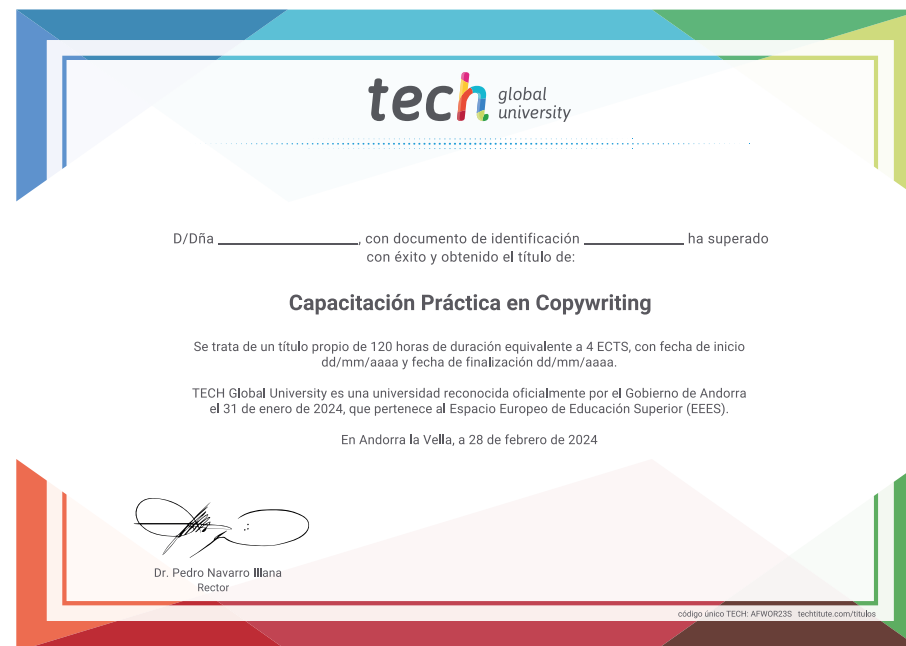 tech global
university
D/Dña ______________, con documento de identificación ____________ ha superado
con éxito y obtenido el título de:
Capacitación Práctica en Copywriting
Se trata de un título propio de 120 horas de duración equivalente a 4 ECTS, con fecha de inicio
dd/mm/aaaa y fecha de finalización dd/mm/aaaa.
TECH Global University es una universidad reconocida oficialmente por el Gobierno de Andorra
el 31 de enero de 2024, que pertenece al Espacio Europeo de Educación Superior (EEES).
En Andorra la Vella, a 28 de febrero de 2024
Dr. Pedro Navarro Illana
Rector
código único TECH: AFWOR23S techtitute.com/titulos